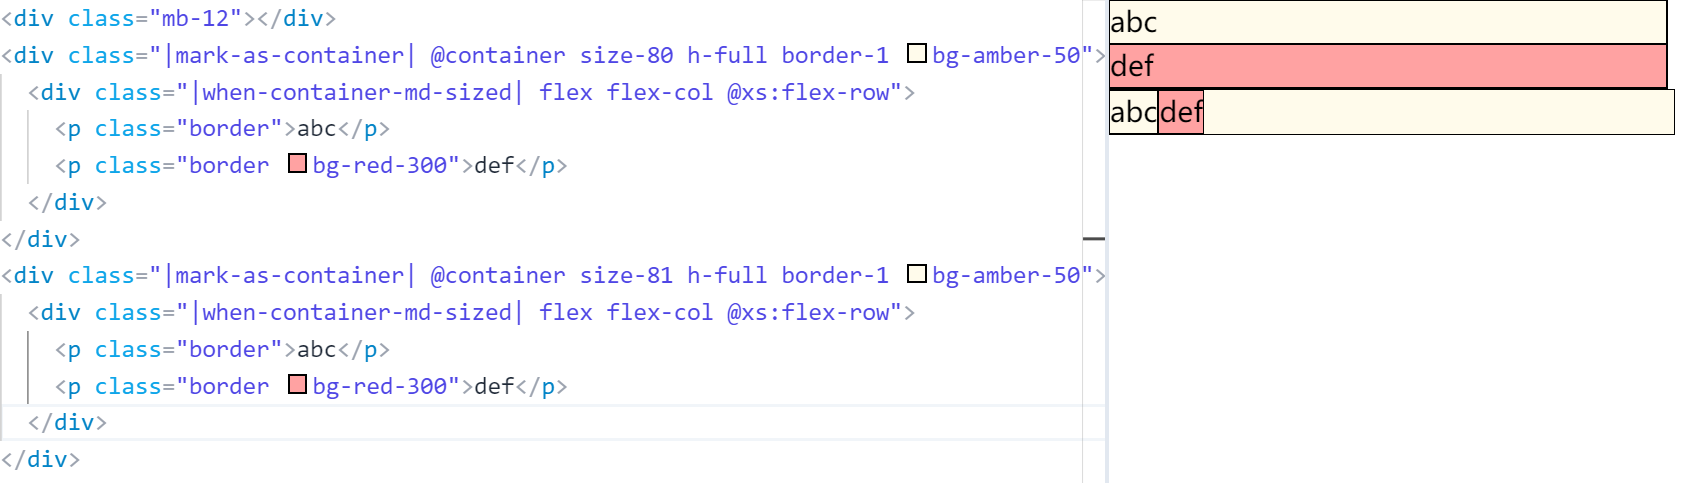 <div class="mb-12"></div>
<div class="|mark-as-container| @container size-80 h-full border-1 bg-amber-50">
  <div class="|when-container-md-sized| flex flex-col @xs:flex-row">
    <p class="border">abc</p>
    <p class="border bg-red-300">def</p>
  </div>
</div>
<div class="|mark-as-container| @container size-81 h-full border-1 bg-amber-50">
  <div class="|when-container-md-sized| flex flex-col @xs:flex-row">
    <p class="border">abc</p>
    <p class="border bg-red-300">def</p>
  </div>
</div>
abc
def
abcdef